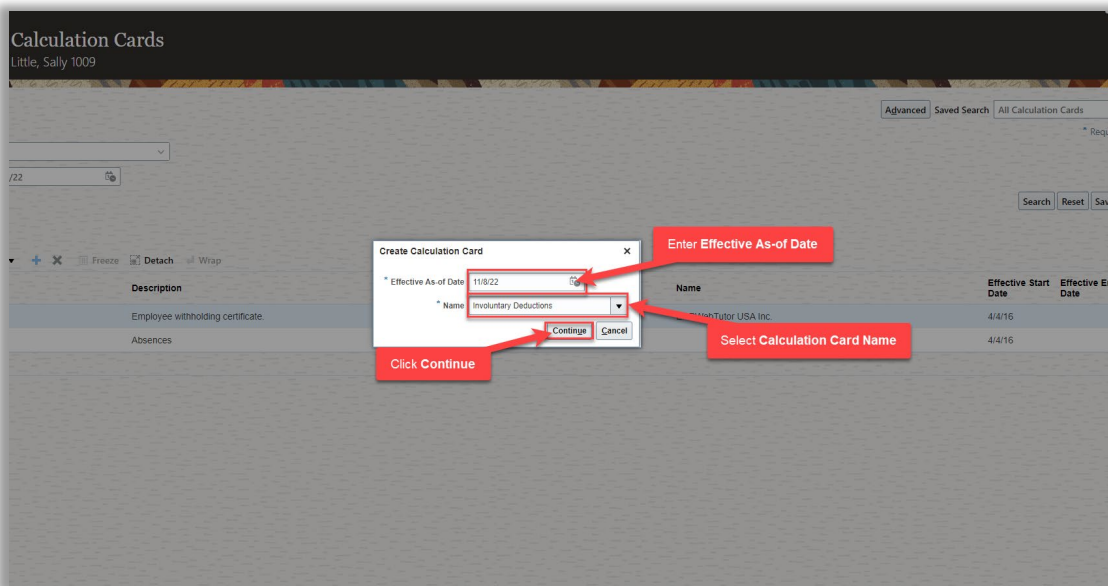 Calculation Cards
Little, Sally 1009
Advanced Saved Search All Calculation Cards
* Requ
/22
Search Reset Sav
Freeze Detach Wrap
Description Name Effective Start Date Effective En Date
Employee withholding certificate. WebTutor USA Inc. 4/4/16
Absences 4/4/16
Create Calculation Card
* Effective As-of Date 11/8/22
* Name Involuntary Deductions
Continue Cancel
Enter Effective As-of Date
Select Calculation Card Name
Click Continue